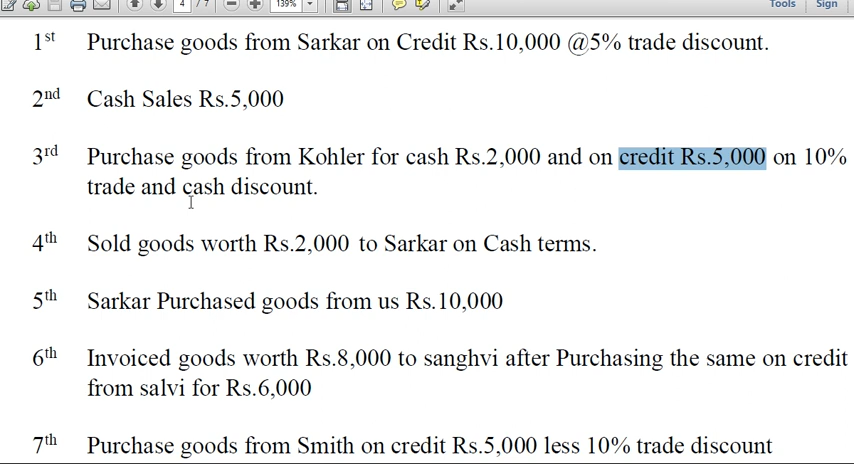 4 / 7 139% Tools Sign
1st Purchase goods from Sarkar on Credit Rs.10,000 @5% trade discount.
2nd Cash Sales Rs.5,000
3rd Purchase goods from Kohler for cash Rs.2,000 and on credit Rs.5,000 on 10%
trade and cash discount.
4th Sold goods worth Rs.2,000 to Sarkar on Cash terms.
5th Sarkar Purchased goods from us Rs.10,000
6th Invoiced goods worth Rs.8,000 to sanghvi after Purchasing the same on credit
from salvi for Rs.6,000
7th Purchase goods from Smith on credit Rs.5,000 less 10% trade discount